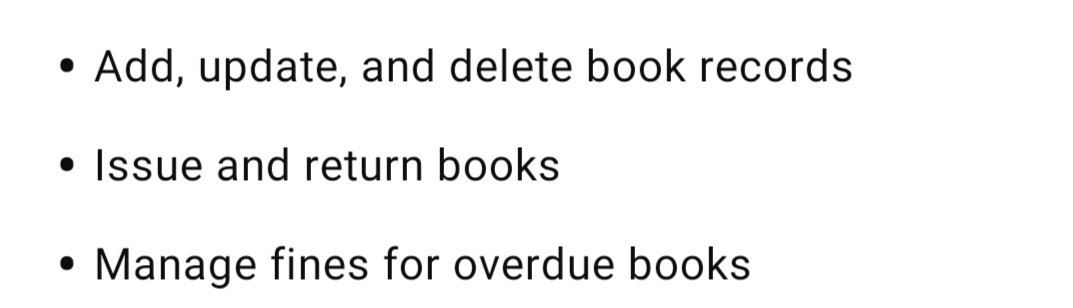 • Add, update, and delete book records
• Issue and return books
• Manage fines for overdue books